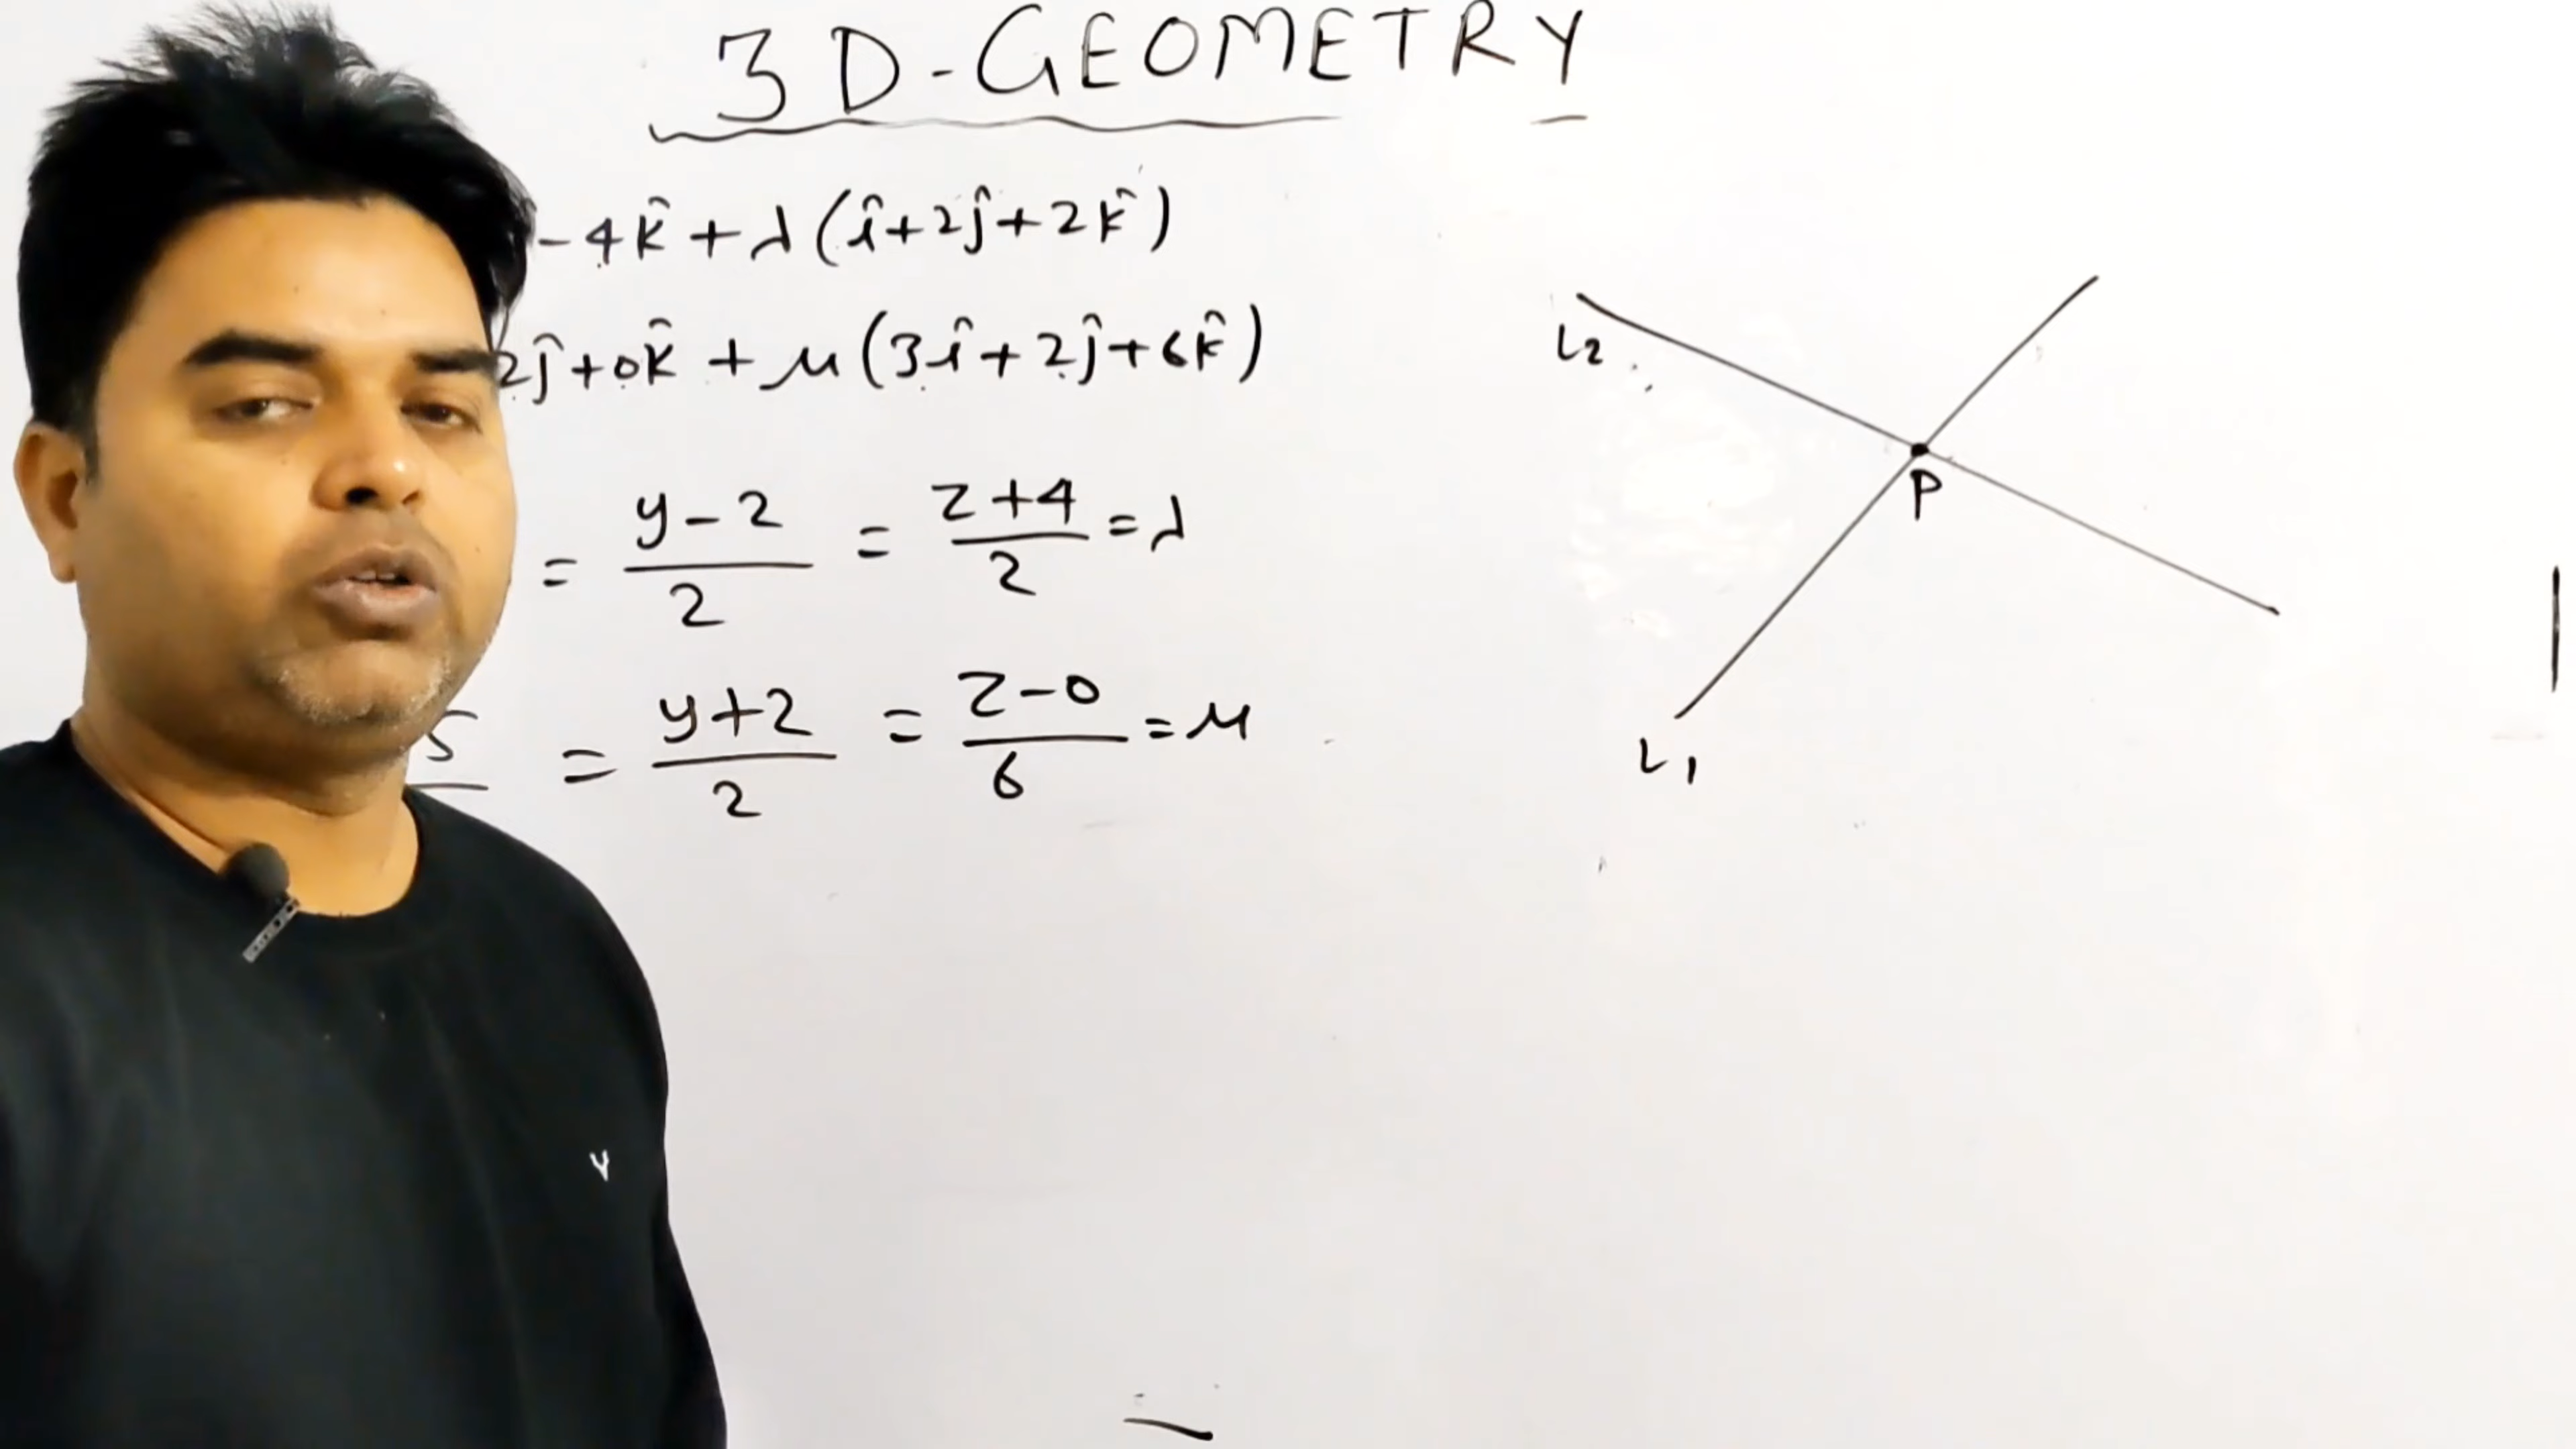 3D-GEOMETRY
-4k̂ + λ(î+2ĵ+2k̂)
2ĵ+0k̂ + μ(3î+2ĵ+6k̂)
= y-2/2 = z+4/2 = λ
5 = y+2/2 = z-0/6 = μ
L2
P
L1
Y